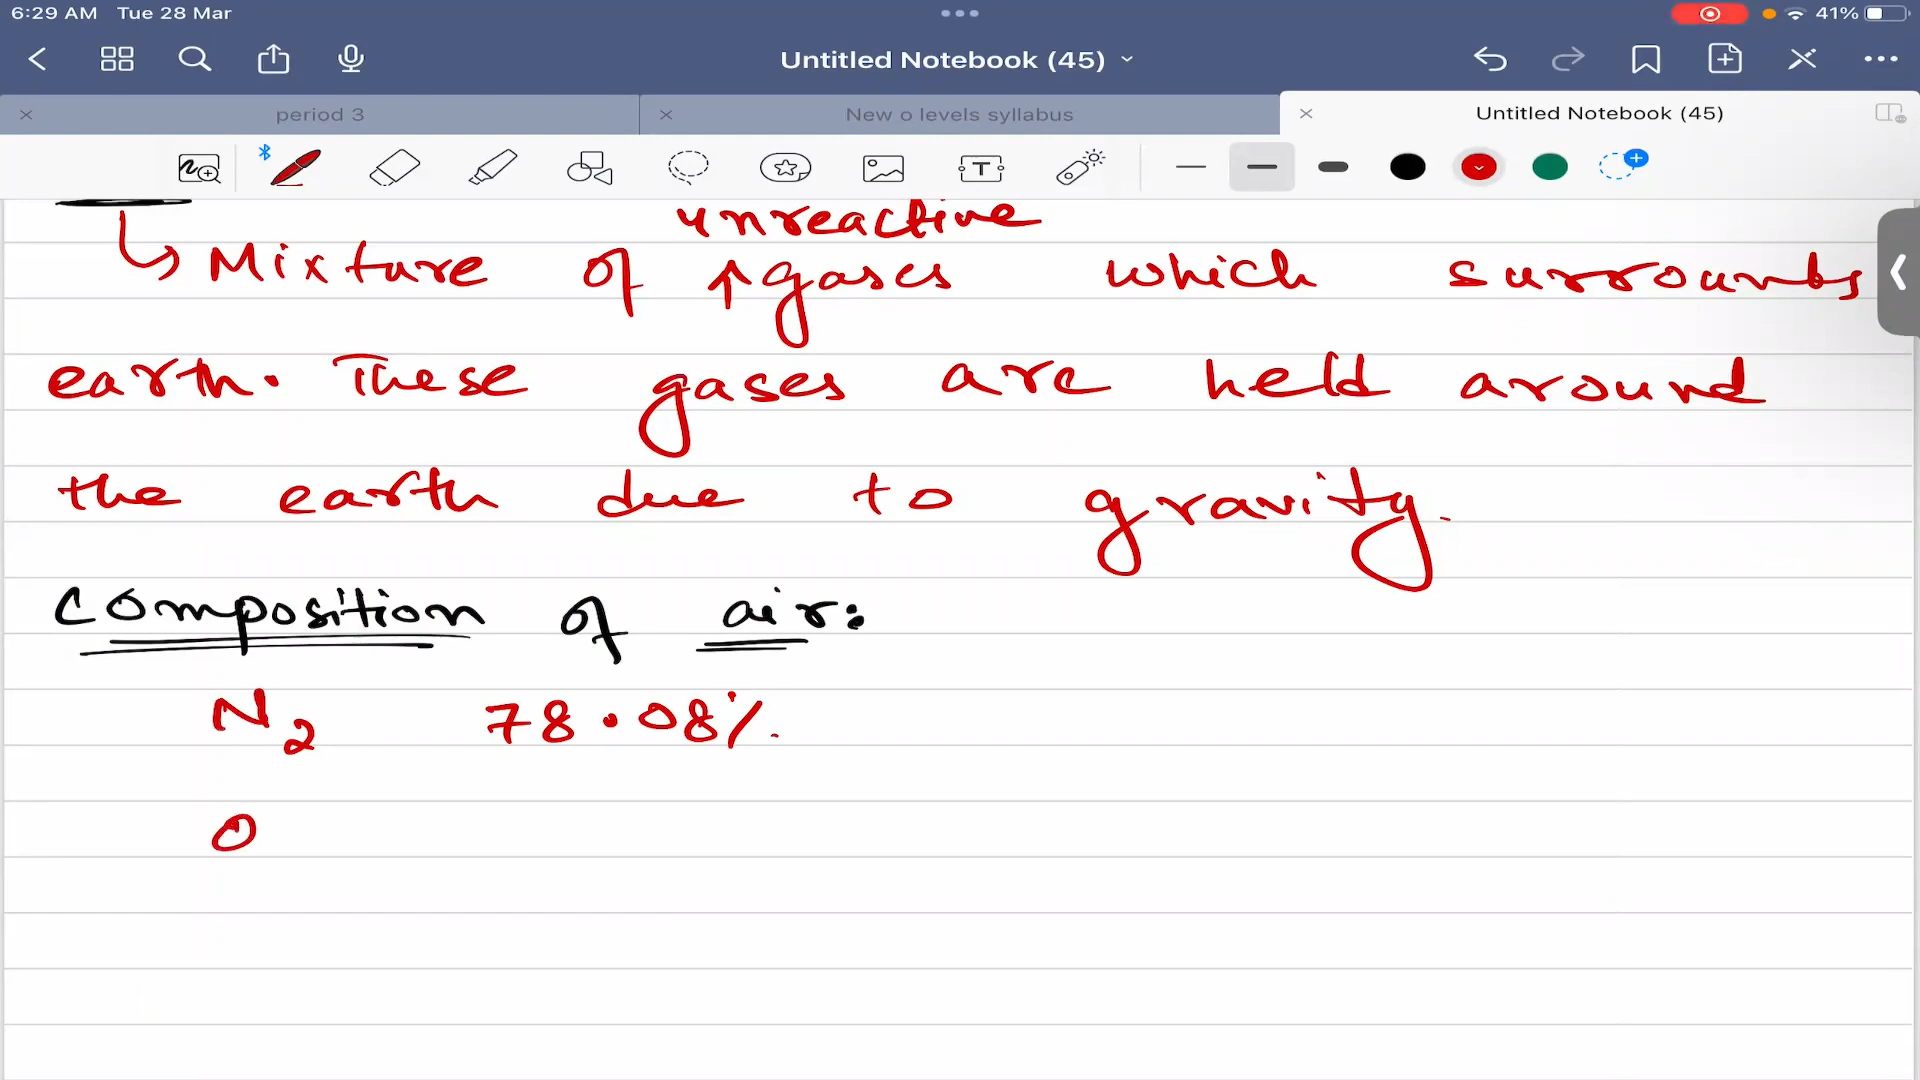 6:29 AM Tue 28 Mar
41%
Untitled Notebook (45)
period 3
New o levels syllabus
Untitled Notebook (45)
unreactive
Mixture of gases which surrounds
earth. These gases are held around
the earth due to gravity.
Composition of air:
N2 78.08%
O